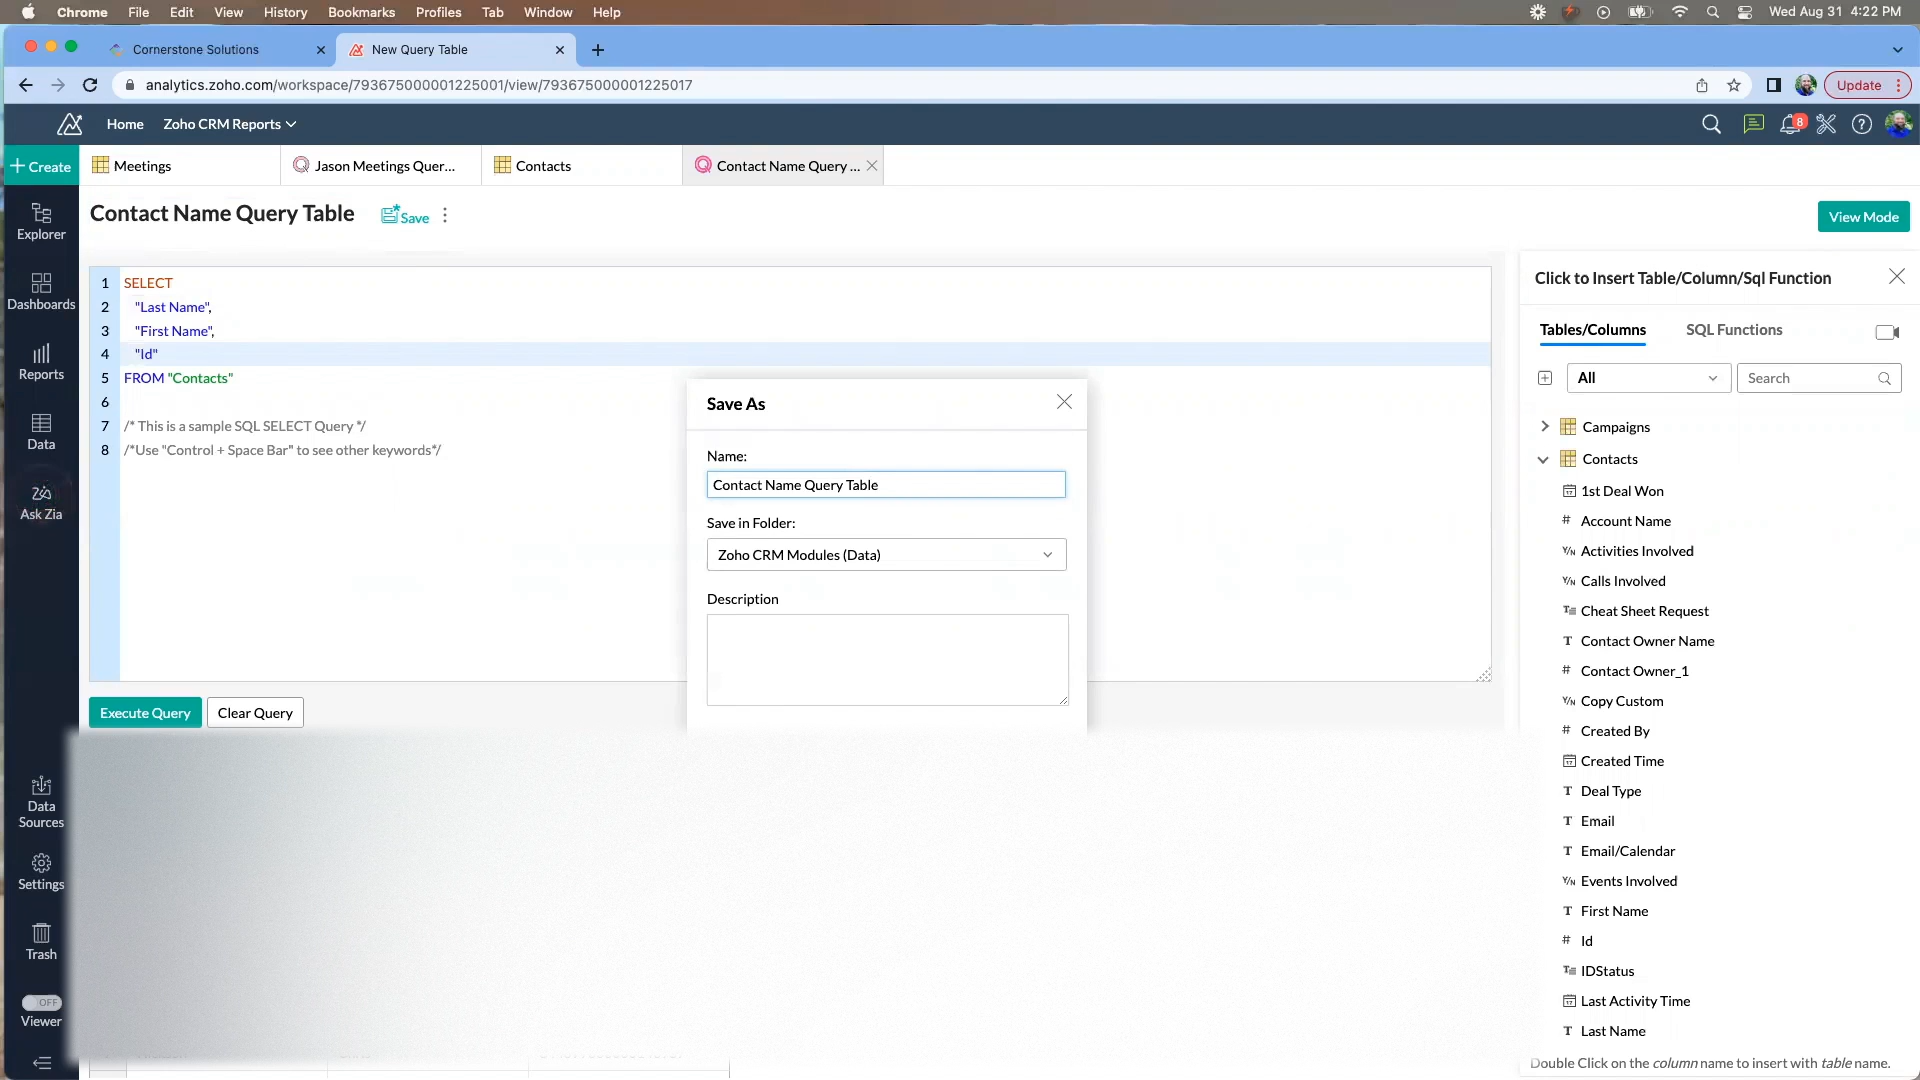 Chrome File Edit View History Bookmarks Profiles Tab Window Help Wed Aug 31 4:22 PM
Cornerstone Solutions New Query Table
analytics.zoho.com/workspace/793675000001225001/view/793675000001225017 Update
Home Zoho CRM Reports 8
+ Create Meetings Jason Meetings Quer... Contacts Contact Name Query ...
Contact Name Query Table Save View Mode
Explorer
Dashboards
Reports
Data
Ask Zia
Data
Sources
Settings
Trash
OFF
Viewer
1 SELECT
2 "Last Name",
3 "First Name",
4 "Id"
5 FROM "Contacts"
6
7 /* This is a sample SQL SELECT Query */
8 /*Use "Control + Space Bar" to see other keywords*/
Execute Query Clear Query
Save As
Name:
Contact Name Query Table
Save in Folder:
Zoho CRM Modules (Data)
Description
Click to Insert Table/Column/Sql Function
Tables/Columns SQL Functions
All Search
Campaigns
Contacts
1st Deal Won
# Account Name
Y/N Activities Involved
Y/N Calls Involved
Cheat Sheet Request
T Contact Owner Name
# Contact Owner_1
Y/N Copy Custom
# Created By
Created Time
T Deal Type
T Email
T Email/Calendar
Y/N Events Involved
T First Name
# Id
IDStatus
Last Activity Time
T Last Name
Double Click on the column name to insert with table name.